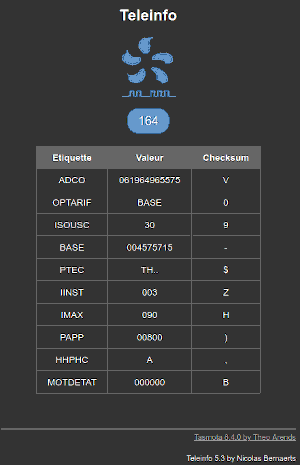 Teleinfo
164
Etiquette Valeur Checksum
ADCO 061964965575 V
OPTARIF BASE 0
ISOUSC 30 9
BASE 004575715 -
PTEC TH.. $
IINST 003 Z
IMAX 090 H
PAPP 00800 )
HHPHC A ,
MOTDETAT 000000 B
Tasmota 8.4.0 by Theo Arends
Teleinfo 5.3 by Nicolas Bernaerts